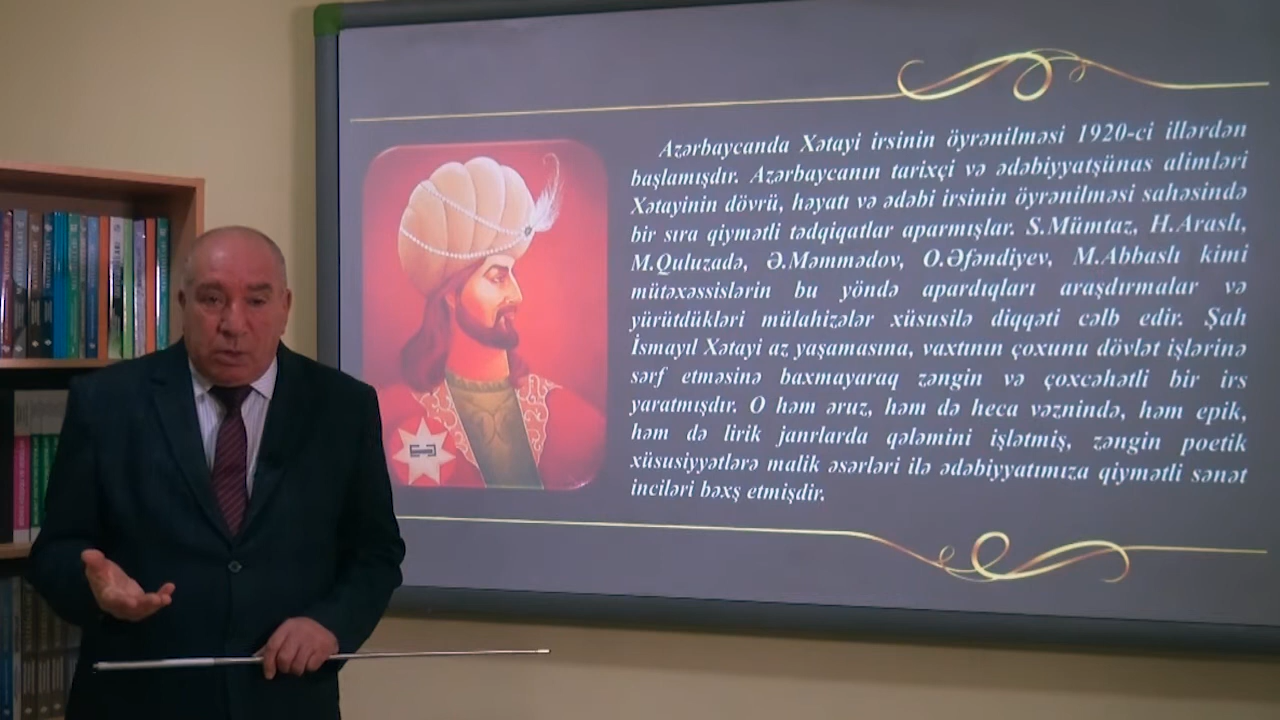 Azərbaycanda Xətayi irsinin öyrənilməsi 1920-ci illərdən
başlamışdır. Azərbaycanın tarixçi və ədəbiyyatşünas alimləri
Xətayinin dövrü, həyatı və ədəbi irsinin öyrənilməsi sahəsində
bir sıra qiymətli tədqiqatlar aparmışlar. S.Mümtaz, H.Araslı,
M.Quluzadə, Ə.Məmmədov, O.Əfəndiyev, M.Abbaslı kimi
mütəxəssislərin bu yöndə apardıqları araşdırmalar və
yürütdükləri mülahizələr xüsusilə diqqəti cəlb edir. Şah
İsmayıl Xətayi az yaşamasına, vaxtının çoxunu dövlət işlərinə
sərf etməsinə baxmayaraq zəngin və çoxcəhətli bir irs
yaratmışdır. O həm əruz, həm də heca vəznində, həm epik,
həm də lirik janrlarda qələmini işlətmiş, zəngin poetik
xüsusiyyətlərə malik əsərləri ilə ədəbiyyatımıza qiymətli sənət
inciləri bəxş etmişdir.